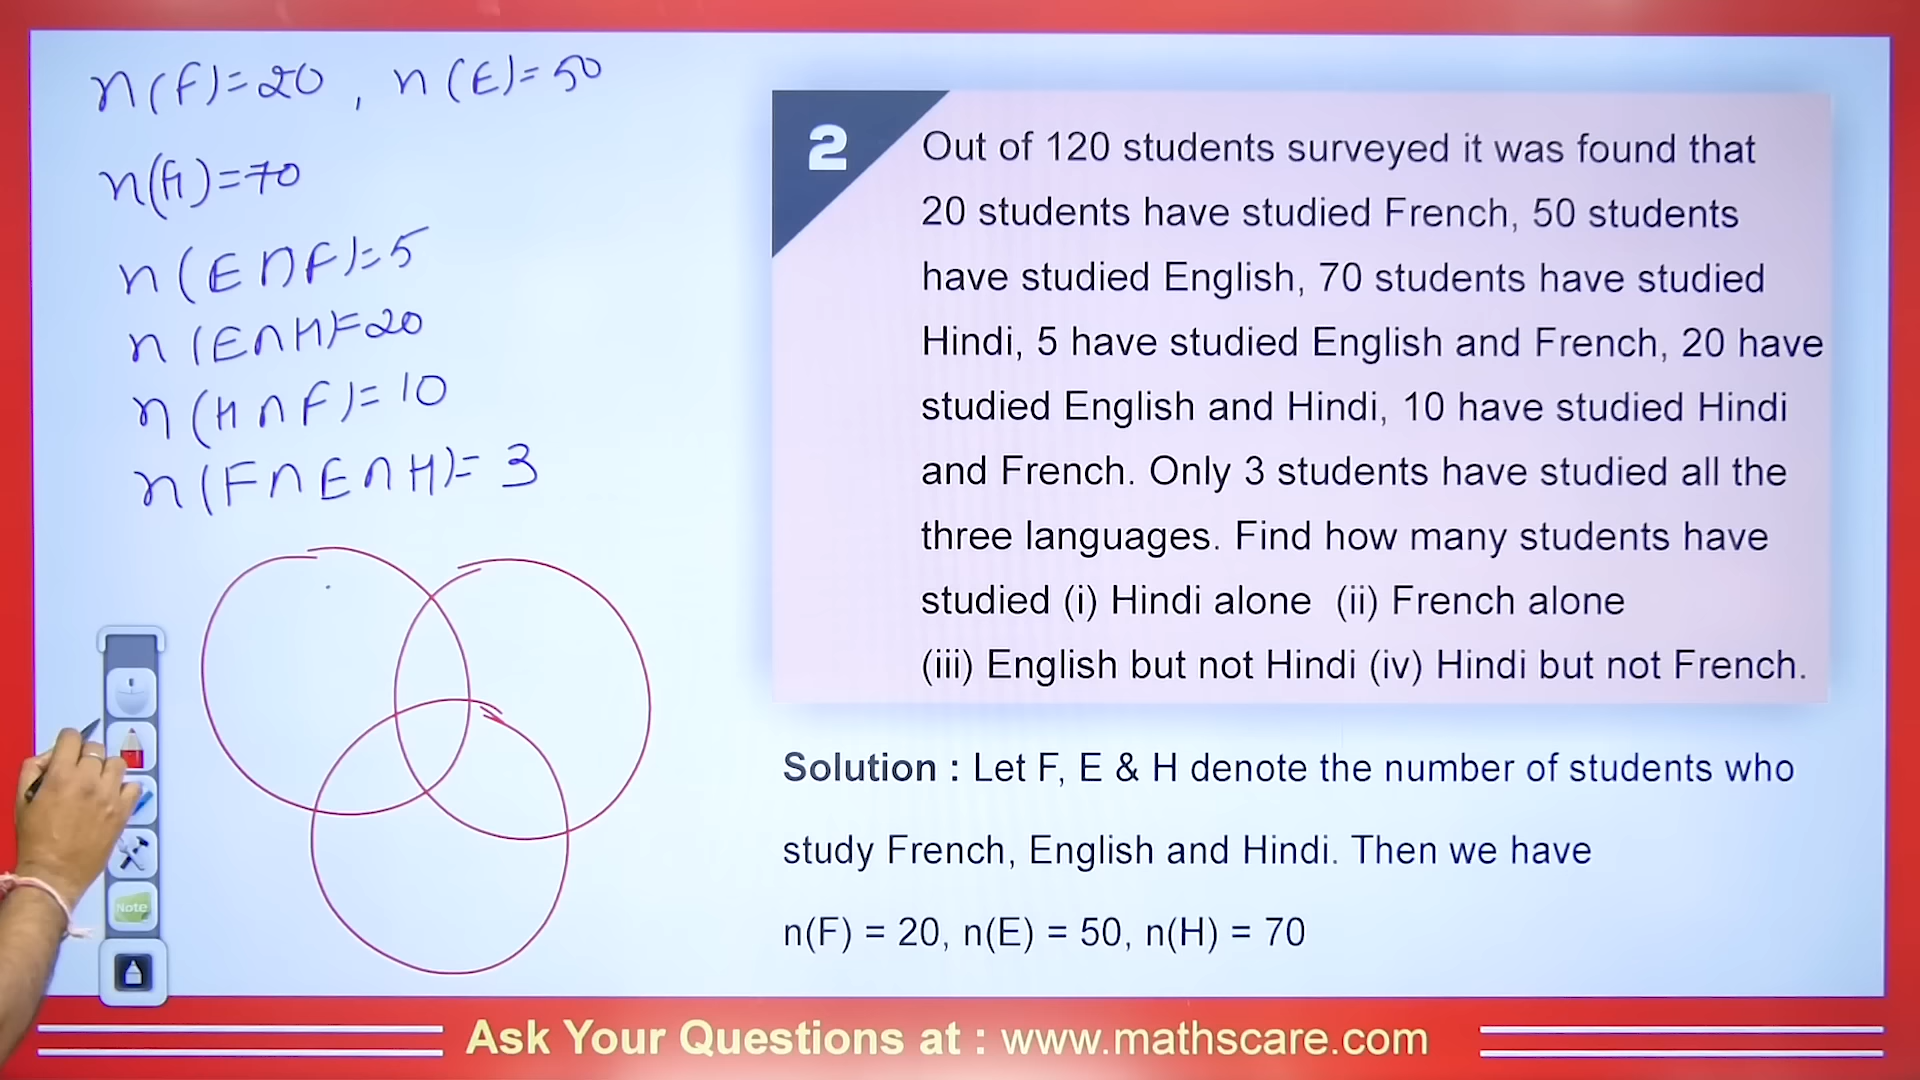 n(F)=20, n(E)=50
n(H)=70
n(E∩F)=5
n(E∩H)=20
n(H∩F)=10
n(F∩E∩H)=3
2
Out of 120 students surveyed it was found that
20 students have studied French, 50 students
have studied English, 70 students have studied
Hindi, 5 have studied English and French, 20 have
studied English and Hindi, 10 have studied Hindi
and French. Only 3 students have studied all the
three languages. Find how many students have
studied (i) Hindi alone (ii) French alone
(iii) English but not Hindi (iv) Hindi but not French.
Solution : Let F, E & H denote the number of students who
study French, English and Hindi. Then we have
n(F) = 20, n(E) = 50, n(H) = 70
Note
Ask Your Questions at : www.mathscare.com